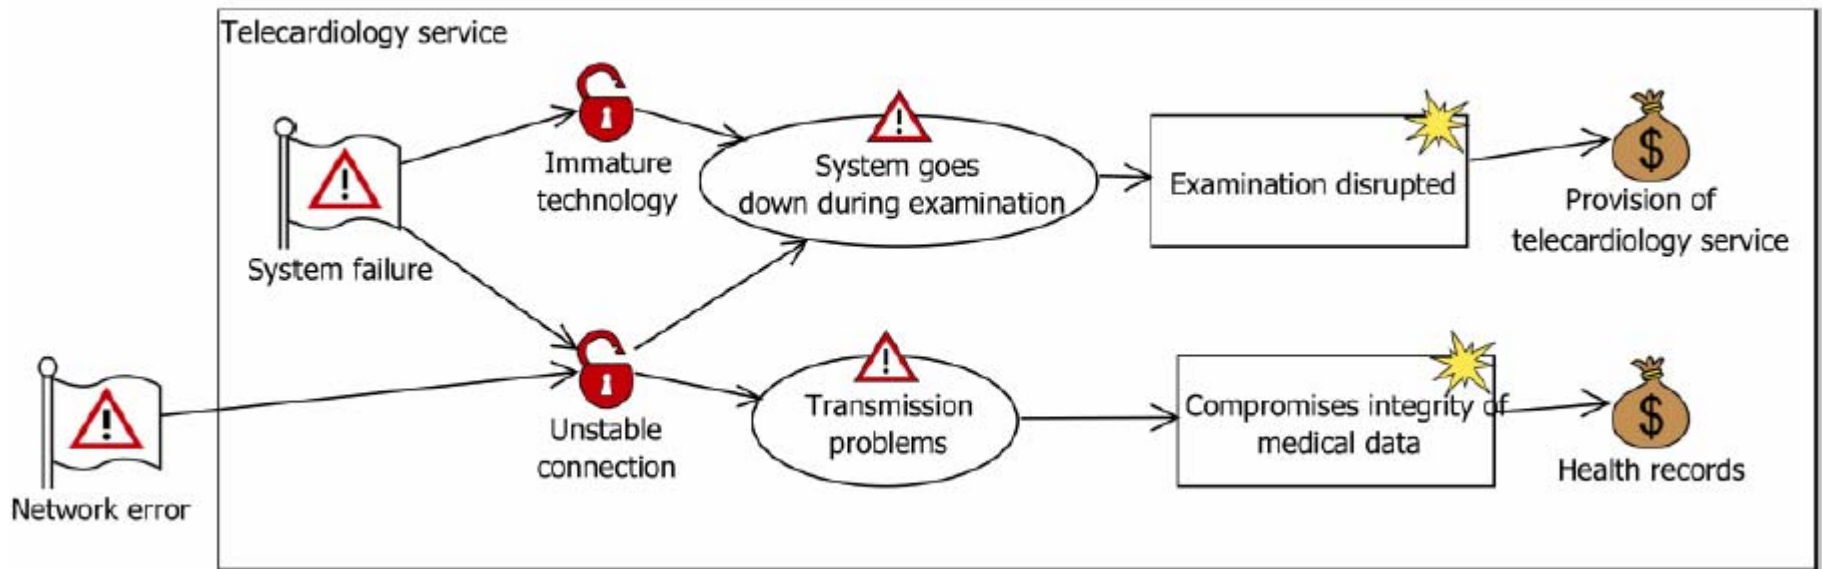 Telecardiology service
Immature
technology
System goes
down during examination
Examination disrupted
$
Provision of
telecardiology service
System failure
Unstable
connection
Transmission
problems
Compromises integrity of
medical data
$
Health records
Network error